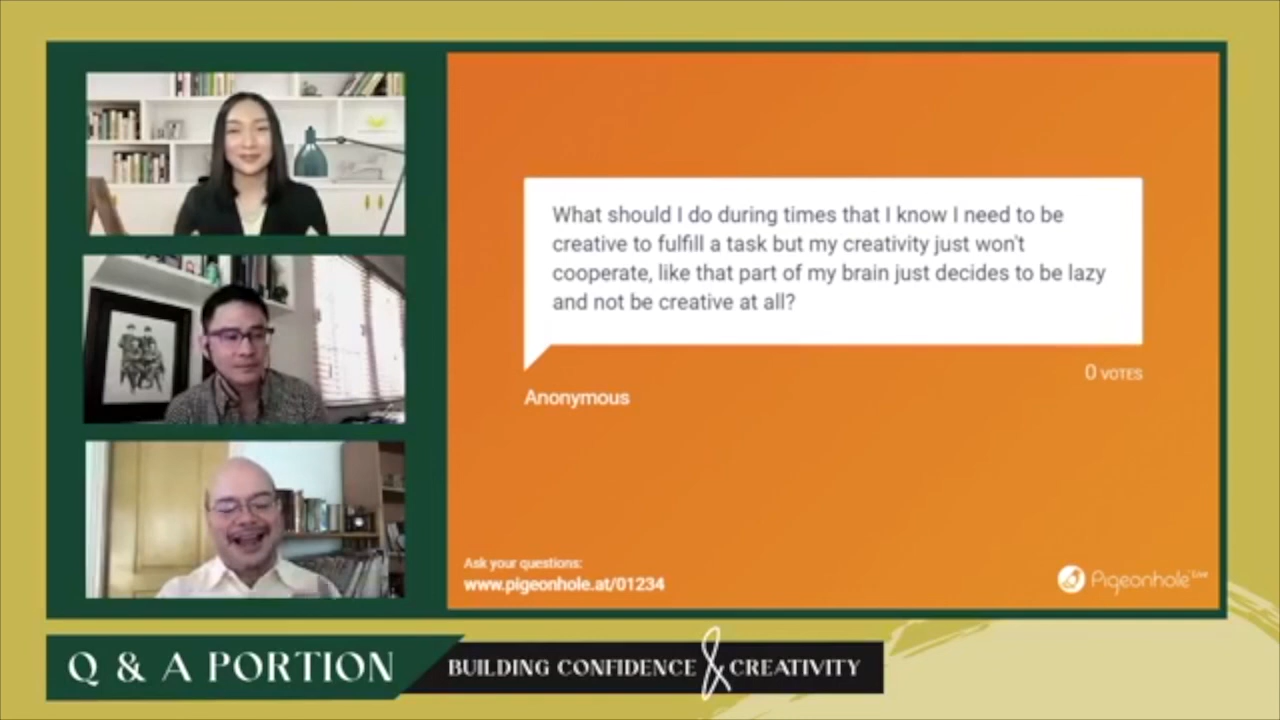 What should I do during times that I know I need to be
creative to fulfill a task but my creativity just won't
cooperate, like that part of my brain just decides to be lazy
and not be creative at all?
0 VOTES
Anonymous
Ask your questions:
www.pigeonhole.at/01234
Pigeonhole Live
Q & A PORTION
BUILDING CONFIDENCE & CREATIVITY